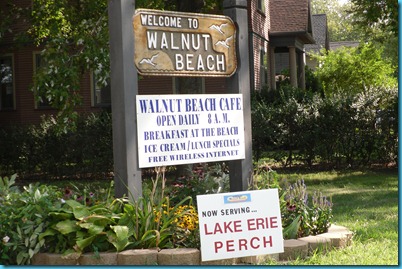 WELCOME TO
WALNUT
BEACH
WALNUT BEACH CAFE
OPEN DAILY 8 A.M.
BREAKFAST AT THE BEACH
ICE CREAM/LUNCH SPECIALS
FREE WIRELESS INTERNET
NOW SERVING...
LAKE ERIE
PERCH